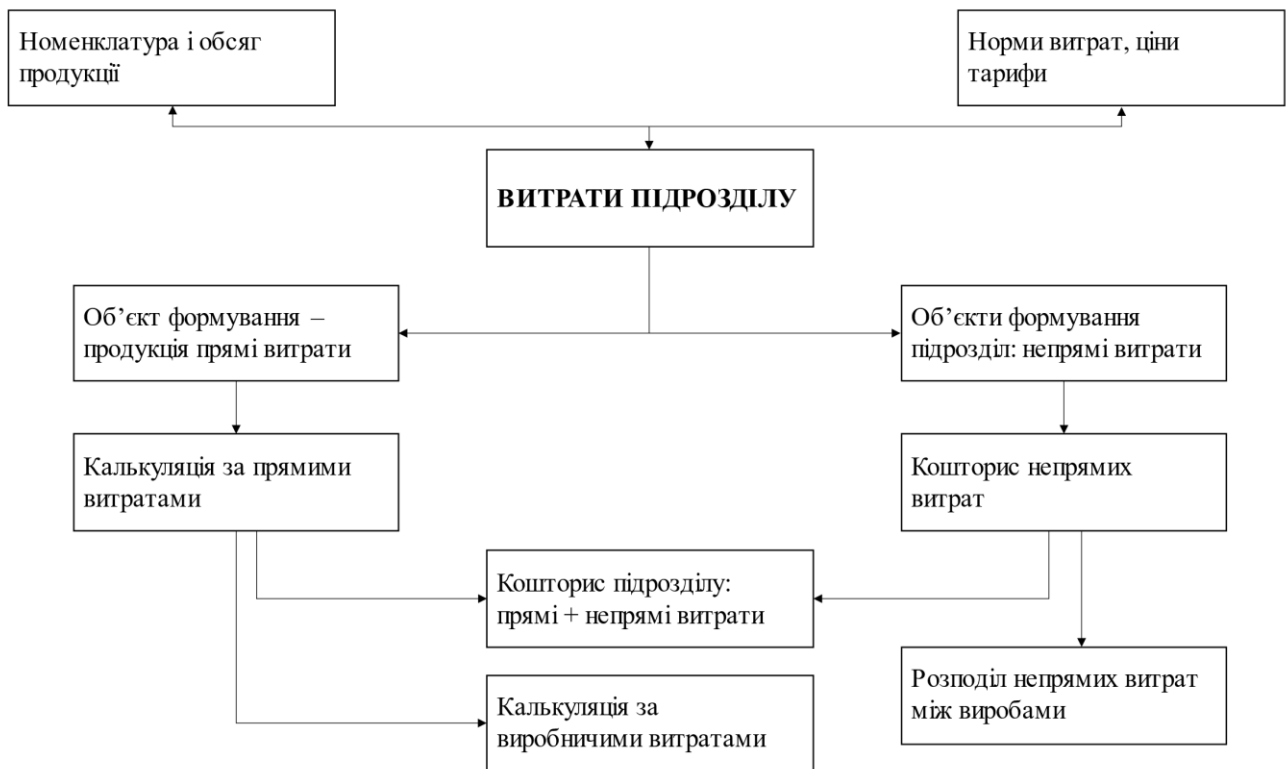 Номенклатура і обсяг
продукції
Норми витрат, ціни
тарифи
ВИТРАТИ ПІДРОЗДІЛУ
Об’єкт формування –
продукція прямі витрати
Об’єкти формування
підрозділ: непрямі витрати
Калькуляція за прямими
витратами
Кошторис непрямих
витрат
Кошторис підрозділу:
прямі + непрямі витрати
Розподіл непрямих витрат
між виробами
Калькуляція за
виробничими витратами